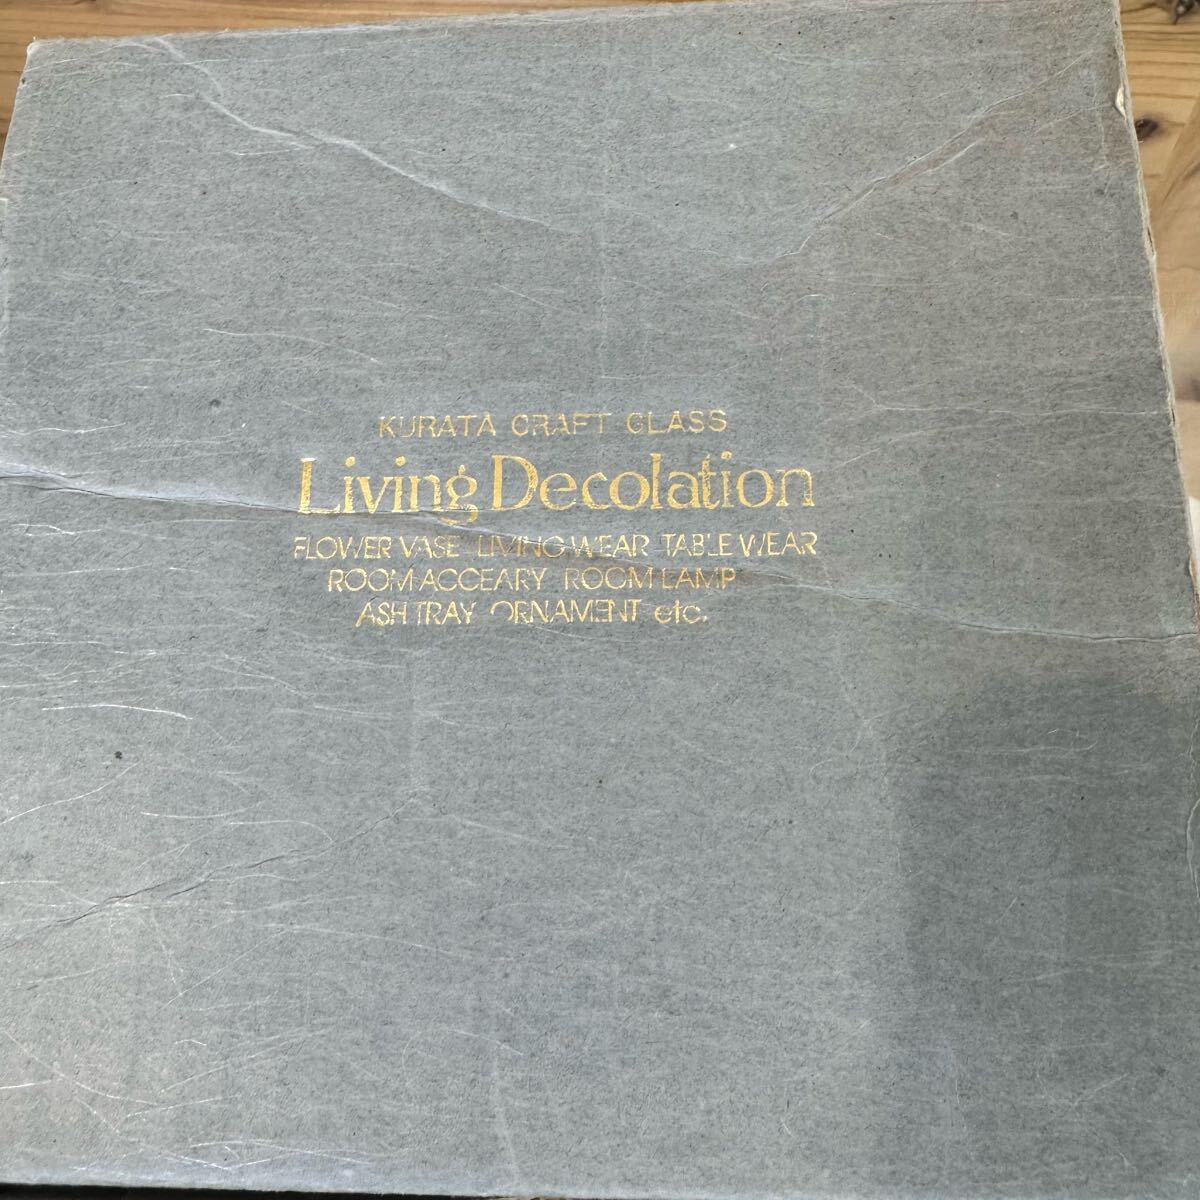 KURATA CRAFT GLASS
Living Decolation
FLOWER VASE LIVING WEAR TABLE WEAR
ROOM ACCEARY ROOM LAMP
ASH TRAY ORNAMENT etc.